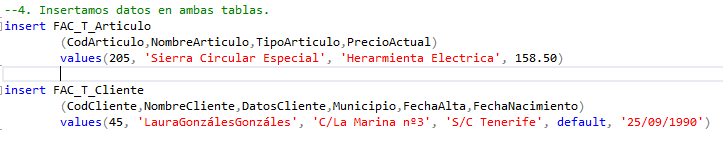 --4. Insertamos datos en ambas tablas.
insert FAC_T_Articulo
(CodArticulo,NombreArticulo,TipoArticulo,PrecioActual)
values(205, 'Sierra Circular Especial', 'Herarmienta Electrica', 158.50)
insert FAC_T_Cliente
(CodCliente,NombreCliente,DatosCliente,Municipio,FechaAlta,FechaNacimiento)
values(45, 'LauraGonzálesGonzáles', 'C/La Marina nº3', 'S/C Tenerife', default, '25/09/1990')